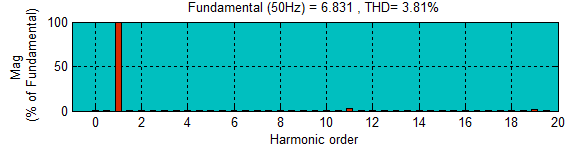 Fundamental (50Hz) = 6.831 , THD= 3.81%
Mag
(% of Fundamental)
100
50
0
0 2 4 6 8 10 12 14 16 18 20
Harmonic order